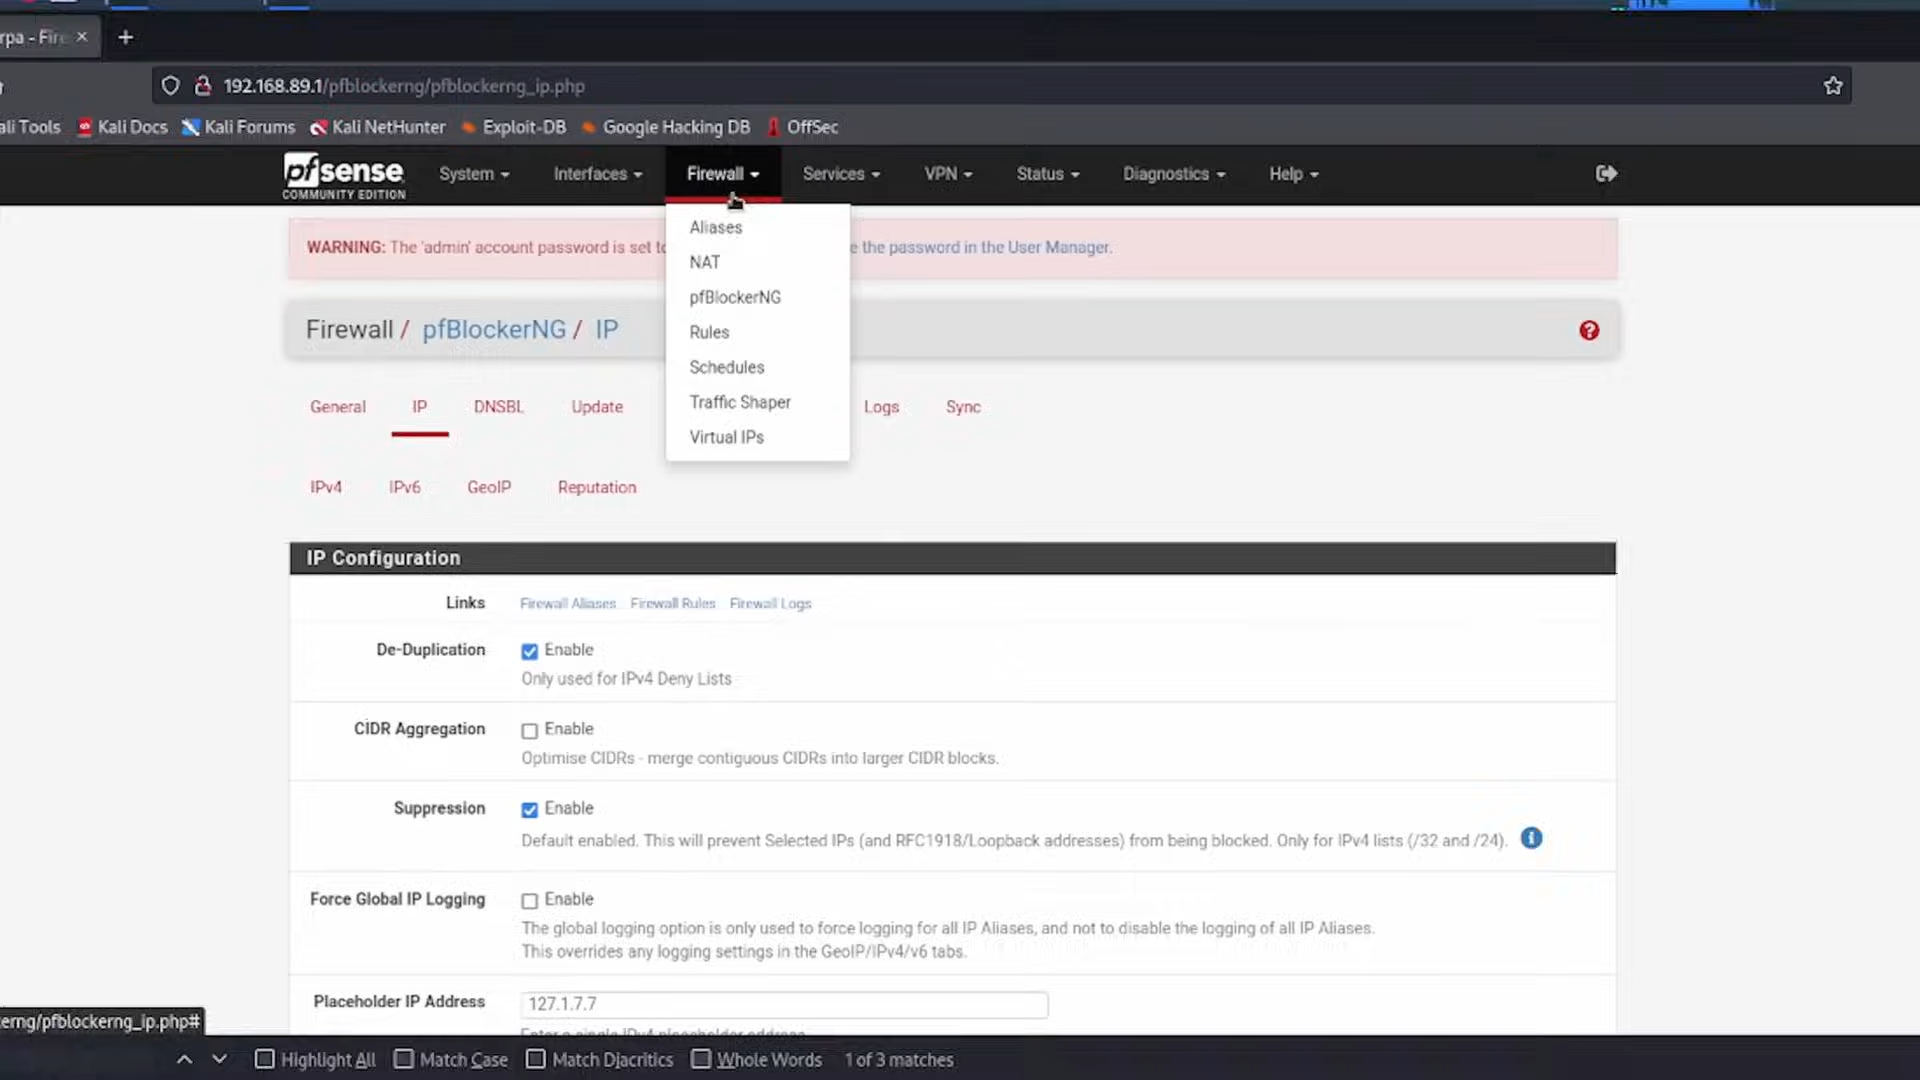 rpa - Fire
192.168.89.1/pfblockerng/pfblockerng_ip.php
ali Tools Kali Docs Kali Forums Kali NetHunter Exploit-DB Google Hacking DB OffSec
pfsense System Interfaces Firewall Services VPN Status Diagnostics Help
COMMUNITY EDITION
Aliases
WARNING: The 'admin' account password is set to e the password in the User Manager.
NAT
pfBlockerNG
Firewall / pfBlockerNG / IP
Rules
Schedules
Traffic Shaper
General IP DNSBL Update Logs Sync
Virtual IPs
IPv4 IPv6 GeoIP Reputation
IP Configuration
Links Firewall Aliases Firewall Rules Firewall Logs
De-Duplication Enable
Only used for IPv4 Deny Lists
CIDR Aggregation Enable
Optimise CIDRs - merge contiguous CIDRs into larger CIDR blocks.
Suppression Enable
Default enabled. This will prevent Selected IPs (and RFC1918/Loopback addresses) from being blocked. Only for IPv4 lists (/32 and /24).
Force Global IP Logging Enable
The global logging option is only used to force logging for all IP Aliases, and not to disable the logging of all IP Aliases.
This overrides any logging settings in the GeoIP/IPv4/v6 tabs.
Placeholder IP Address 127.1.7.7
Enter a single IPv4 placeholder address
erng/pfblockerng_ip.php#
Highlight All Match Case Match Diacritics Whole Words 1 of 3 matches